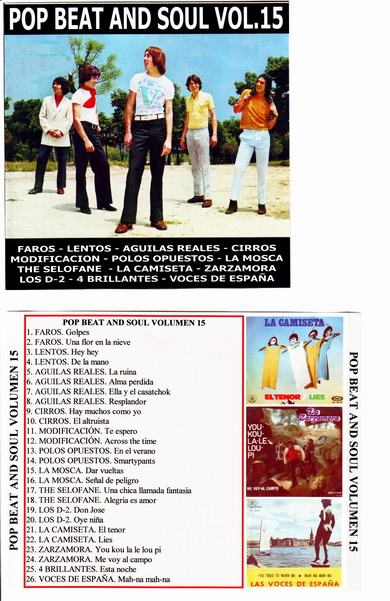 POP BEAT AND SOUL VOL.15
FAROS - LENTOS - AGUILAS REALES - CIRROS
MODIFICACION - POLOS OPUESTOS - LA MOSCA
THE SELOFANE - LA CAMISETA - ZARZAMORA
LOS D-2 - 4 BRILLANTES - VOCES DE ESPAÑA
POP BEAT AND SOUL VOLUMEN 15
POP BEAT AND SOUL VOLUMEN 15
1. FAROS. Golpes
2. FAROS. Una flor en la nieve
3. LENTOS. Hey hey
4. LENTOS. De la mano
5. AGUILAS REALES. La ruina
6. AGUILAS REALES. Alma perdida
7. AGUILAS REALES. Ella y el casatchok
8. AGUILAS REALES. Resplandor
9. CIRROS. Hay muchos como yo
10. CIRROS. El altruista
11. MODIFICACIÓN. Te espero
12. MODIFICACIÓN. Across the time
13. POLOS OPUESTOS. En el verano
14. POLOS OPUESTOS. Smartypants
15. LA MOSCA. Dar vueltas
16. LA MOSCA. Señal de peligro
17. THE SELOFANE. Una chica llamada fantasia
18. THE SELOFANE. Alegria es amor
19. LOS D-2. Don Jose
20. LOS D-2. Oye niña
21. LA CAMISETA. El tenor
22. LA CAMISETA. Lies
23. ZARZAMORA. You kou la le lou pi
24. ZARZAMORA. Me voy al campo
25. 4 BRILLANTES. Esta noche
26. VOCES DE ESPAÑA. Mah-na mah-na
LA CAMISETA
EL TENOR LIES
La Zarzamora
YOU-
KOU-
LA-LE
LOU-
PI
ME VOY AL CAMPO
MAH-NA MAH-NA
LAS VOCES DE ESPAÑA
POP BEAT AND SOUL VOLUMEN 15